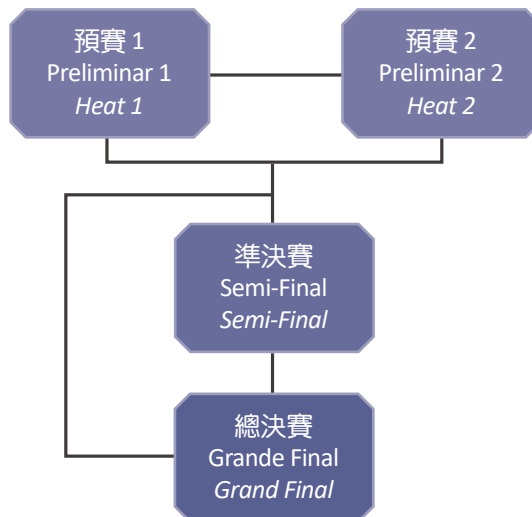 預賽 1
Preliminar 1
Heat 1
預賽 2
Preliminar 2
Heat 2
準決賽
Semi-Final
Semi-Final
總決賽
Grande Final
Grand Final